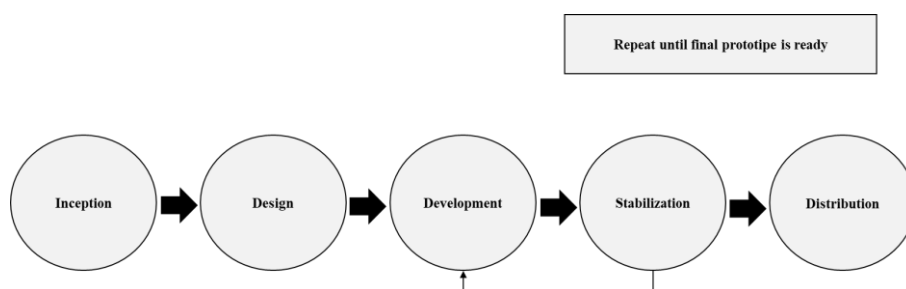 Repeat until final prototipe is ready
Inception
Design
Development
Stabilization
Distribution